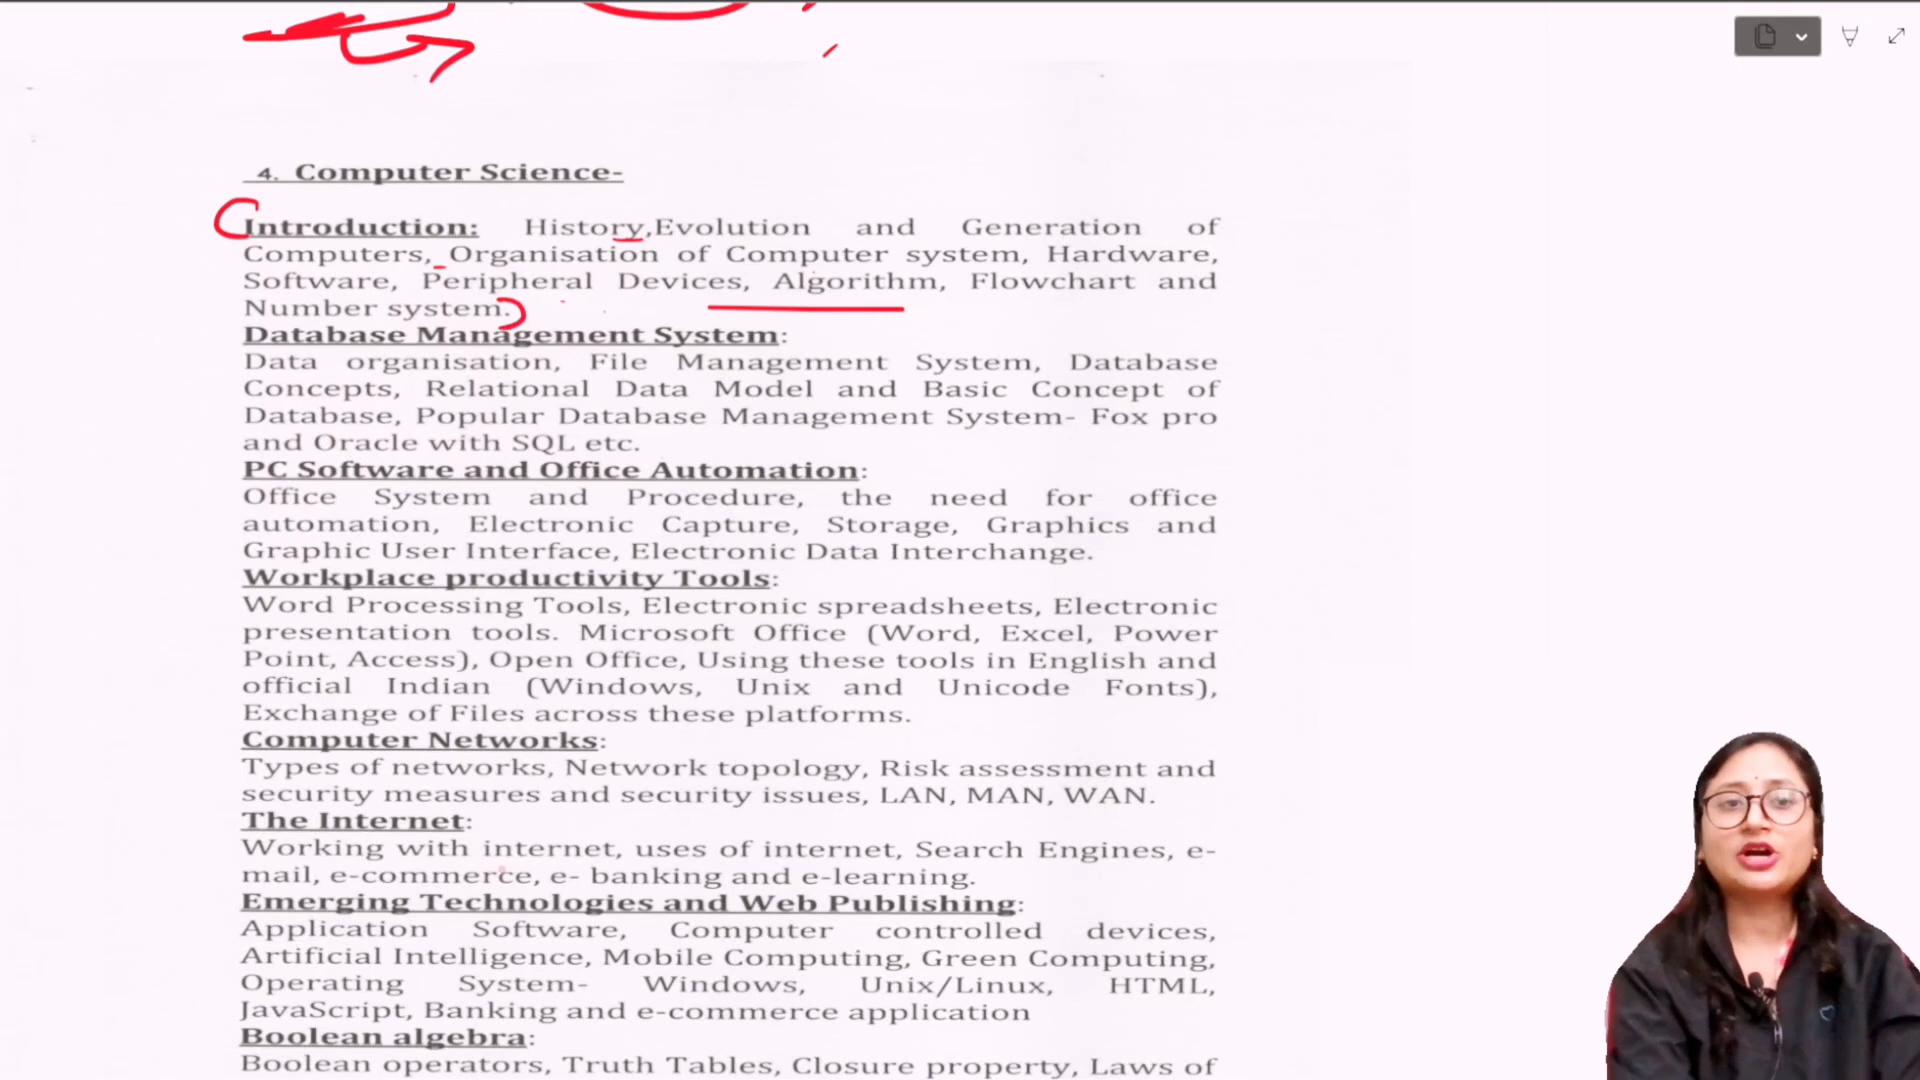 4. Computer Science-
Introduction: History,Evolution and Generation of
Computers, Organisation of Computer system, Hardware,
Software, Peripheral Devices, Algorithm, Flowchart and
Number system.
Database Management System:
Data organisation, File Management System, Database
Concepts, Relational Data Model and Basic Concept of
Database, Popular Database Management System- Fox pro
and Oracle with SQL etc.
PC Software and Office Automation:
Office System and Procedure, the need for office
automation, Electronic Capture, Storage, Graphics and
Graphic User Interface, Electronic Data Interchange.
Workplace productivity Tools:
Word Processing Tools, Electronic spreadsheets, Electronic
presentation tools. Microsoft Office (Word, Excel, Power
Point, Access), Open Office, Using these tools in English and
official Indian (Windows, Unix and Unicode Fonts),
Exchange of Files across these platforms.
Computer Networks:
Types of networks, Network topology, Risk assessment and
security measures and security issues, LAN, MAN, WAN.
The Internet:
Working with internet, uses of internet, Search Engines, e-
mail, e-commerce, e- banking and e-learning.
Emerging Technologies and Web Publishing:
Application Software, Computer controlled devices,
Artificial Intelligence, Mobile Computing, Green Computing,
Operating System- Windows, Unix/Linux, HTML,
JavaScript, Banking and e-commerce application
Boolean algebra:
Boolean operators, Truth Tables, Closure property, Laws of